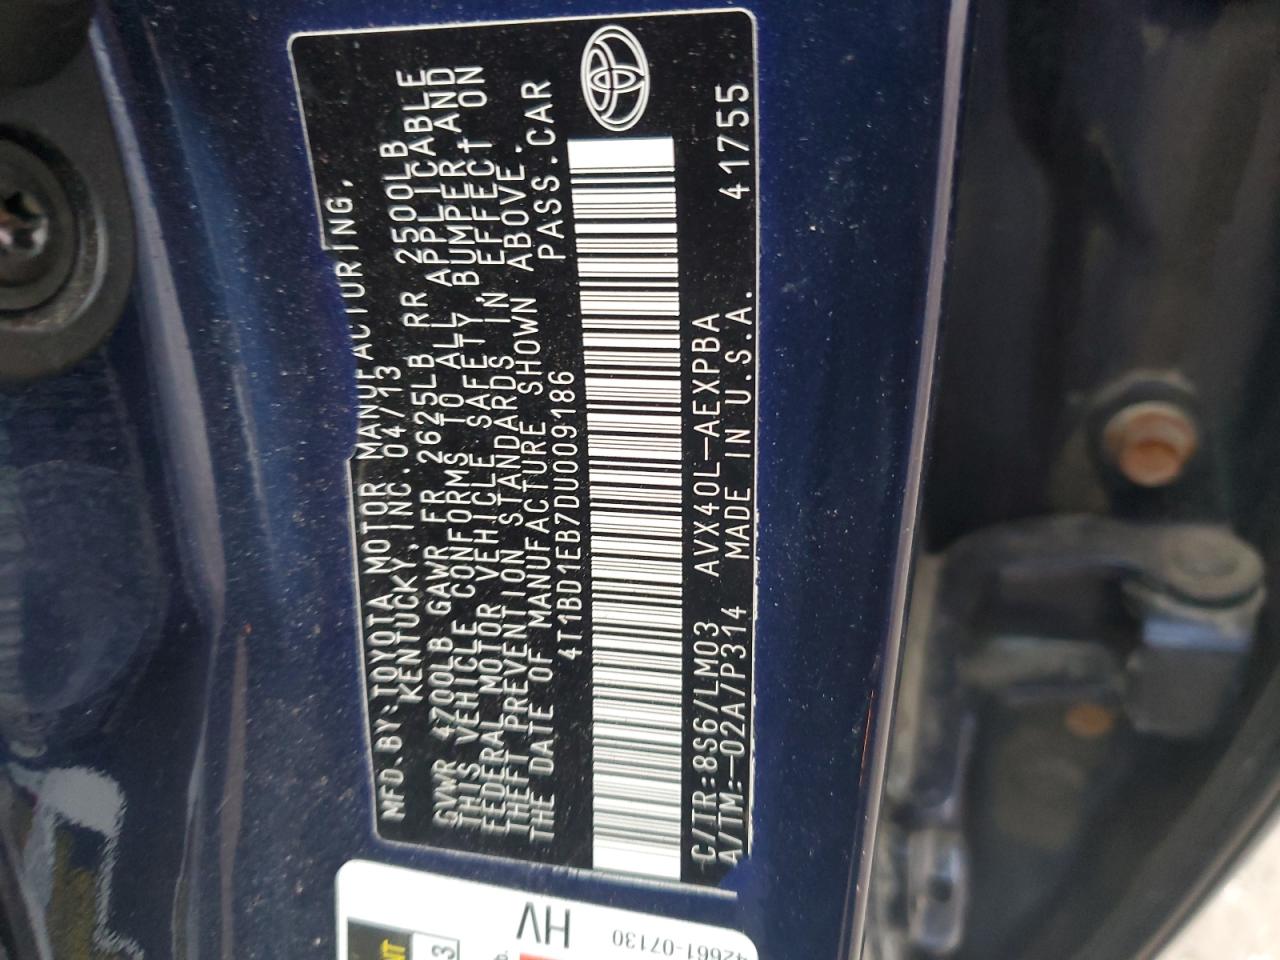 MFD.BY:TOYOTA MOTOR MANUFACTURING,
KENTUCKY,INC.04/13
GVWR 4700LB GAWR FR 2625LB RR 2500LB
THIS VEHICLE CONFORMS TO ALL APPLICABLE
FEDERAL MOTOR VEHICLE SAFETY, BUMPER, AND
THEFT PREVENTION STANDARDS IN EFFECT ON
THE DATE OF MANUFACTURE SHOWN ABOVE.
4T1BD1EB7DU009186 PASS.CAR
C/TR:8S6/LM03 AVX40L-AEXPBA
A/TM:-02A/P314 MADE IN U.S.A. 41755
HV
42661-07130